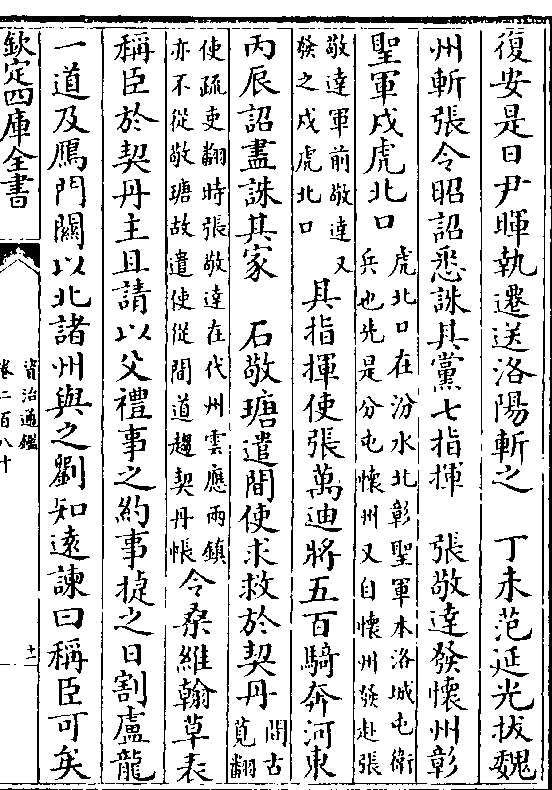 復安是日尹暉執遷送洛陽斬之　丁未范延光拔魏
州斬張令昭詔悉誅其黨七指揮　張敬達發懷州彰
聖軍戍虎北口
虎北口在汾水北彰聖軍本洛城屯衛
兵也先是分屯懷州又自懷州發赴張
敬達軍前敬達又
發之戍虎北口
其指揮使張萬迪將五百騎奔河東
丙辰詔盡誅其家　石敬瑭遣間使求救於契丹
間古
莧翻
使疏吏翻時張敬達在代州雲應兩鎮
亦不從敬瑭故遣使從間道趨契丹帳
令桑維翰草表
稱臣於契丹主且請以父禮事之約事捷之日割盧龍
一道及鴈門關以北諸州與之劉知遠諫曰稱臣可矣
欽定四庫全書
資治通鑑
卷二百八十
十二